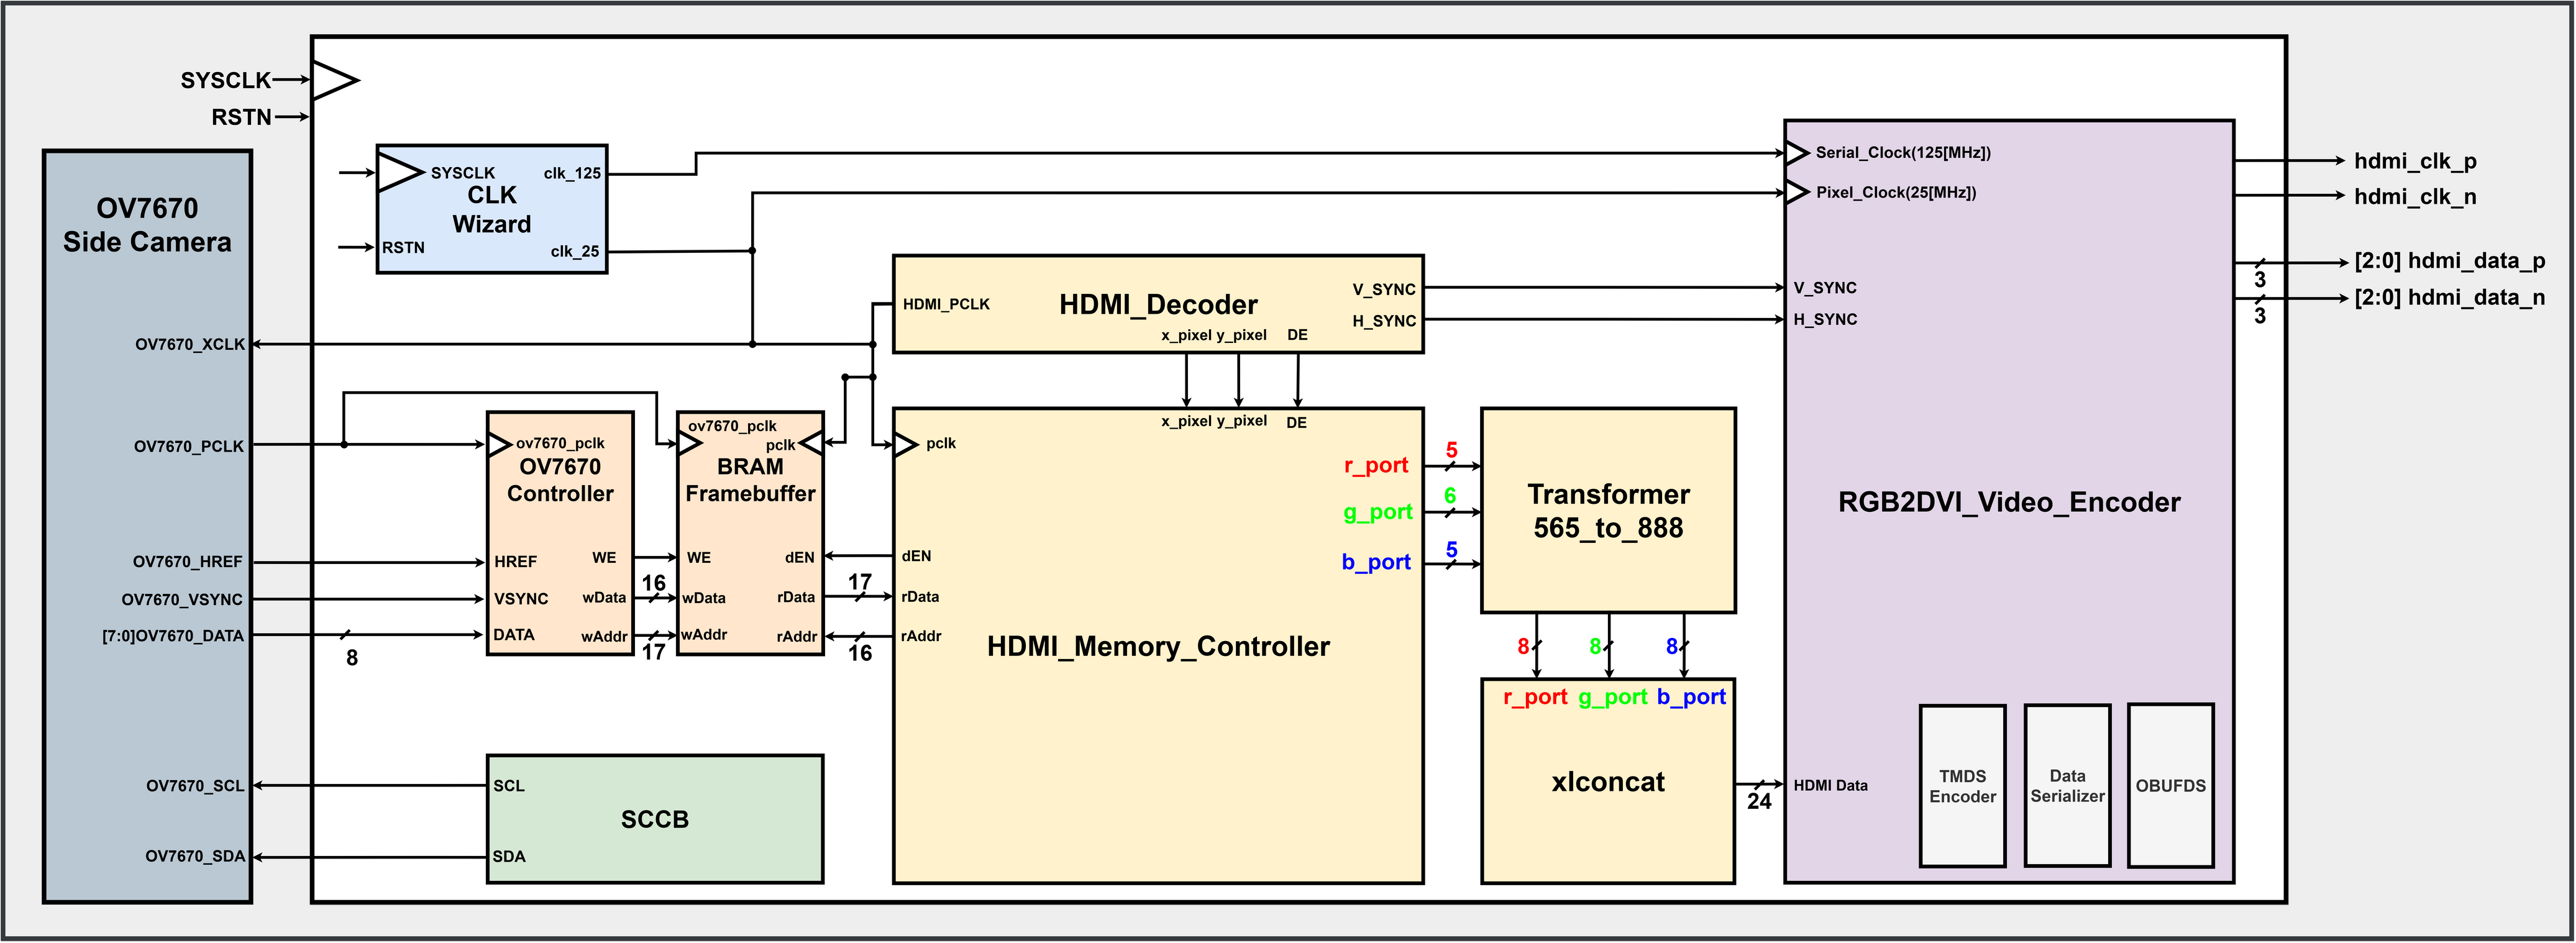 SYSCLK
RSTN
OV7670
Side Camera
OV7670_XCLK
OV7670_PCLK
OV7670_HREF
OV7670_VSYNC
[7:0]OV7670_DATA
8
OV7670_SCL
OV7670_SDA
SYSCLK
clk_125
CLK
Wizard
RSTN
clk_25
ov7670_pclk
OV7670
Controller
HREF
WE
VSYNC
wData
DATA
wAddr
16
17
ov7670_pclk
pclk
BRAM
Framebuffer
WE
dEN
wData
rData
wAddr
rAddr
17
16
SCL
SCCB
SDA
HDMI_PCLK
HDMI_Decoder
V_SYNC
H_SYNC
x_pixel y_pixel DE
x_pixel y_pixel DE
pclk
r_port
g_port
b_port
dEN
rData
rAddr
HDMI_Memory_Controller
5
6
5
Transformer
565_to_888
8 8 8
r_port g_port b_port
xlconcat
24
Serial_Clock(125[MHz])
Pixel_Clock(25[MHz])
V_SYNC
H_SYNC
RGB2DVI_Video_Encoder
HDMI Data
TMDS
Encoder
Data
Serializer
OBUFDS
hdmi_clk_p
hdmi_clk_n
[2:0] hdmi_data_p
3
[2:0] hdmi_data_n
3